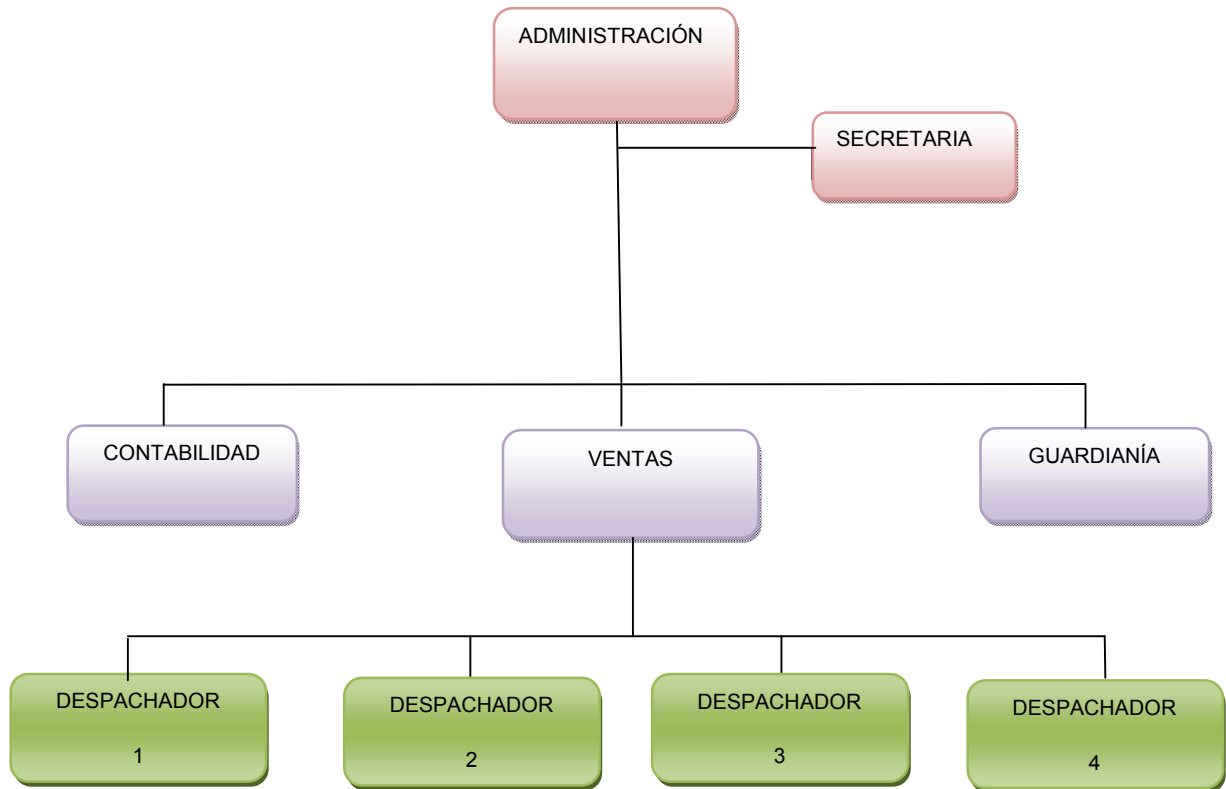 ADMINISTRACIÓN
SECRETARIA
CONTABILIDAD
VENTAS
GUARDIANÍA
DESPACHADOR
1
DESPACHADOR
2
DESPACHADOR
3
DESPACHADOR
4